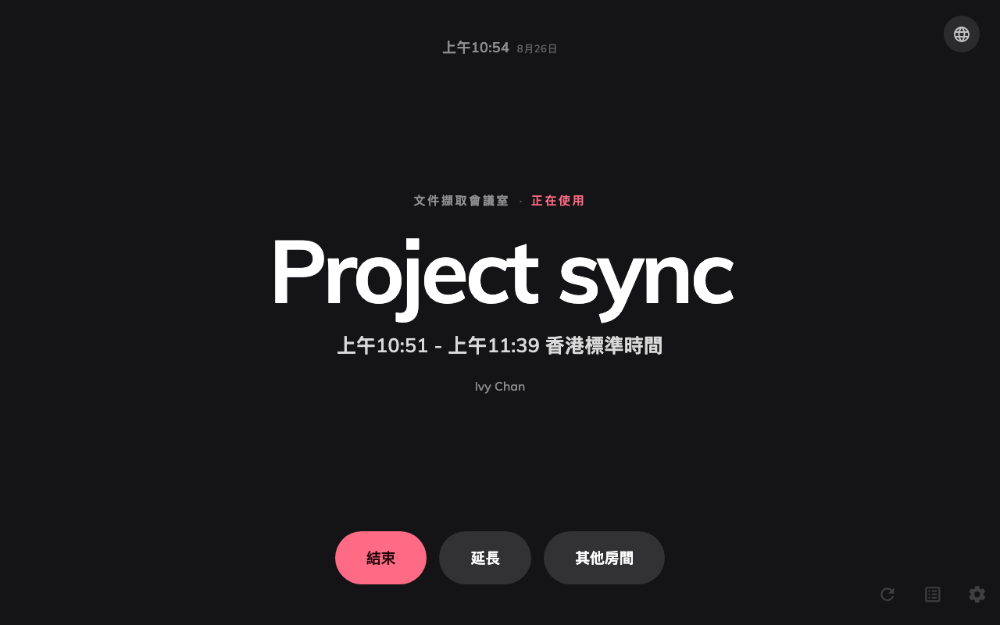 上午10:54 8月26日
文件擷取會議室 · 正在使用
Project sync
上午10:51 - 上午11:39 香港標準時間
Ivy Chan
結束 延長 其他房間